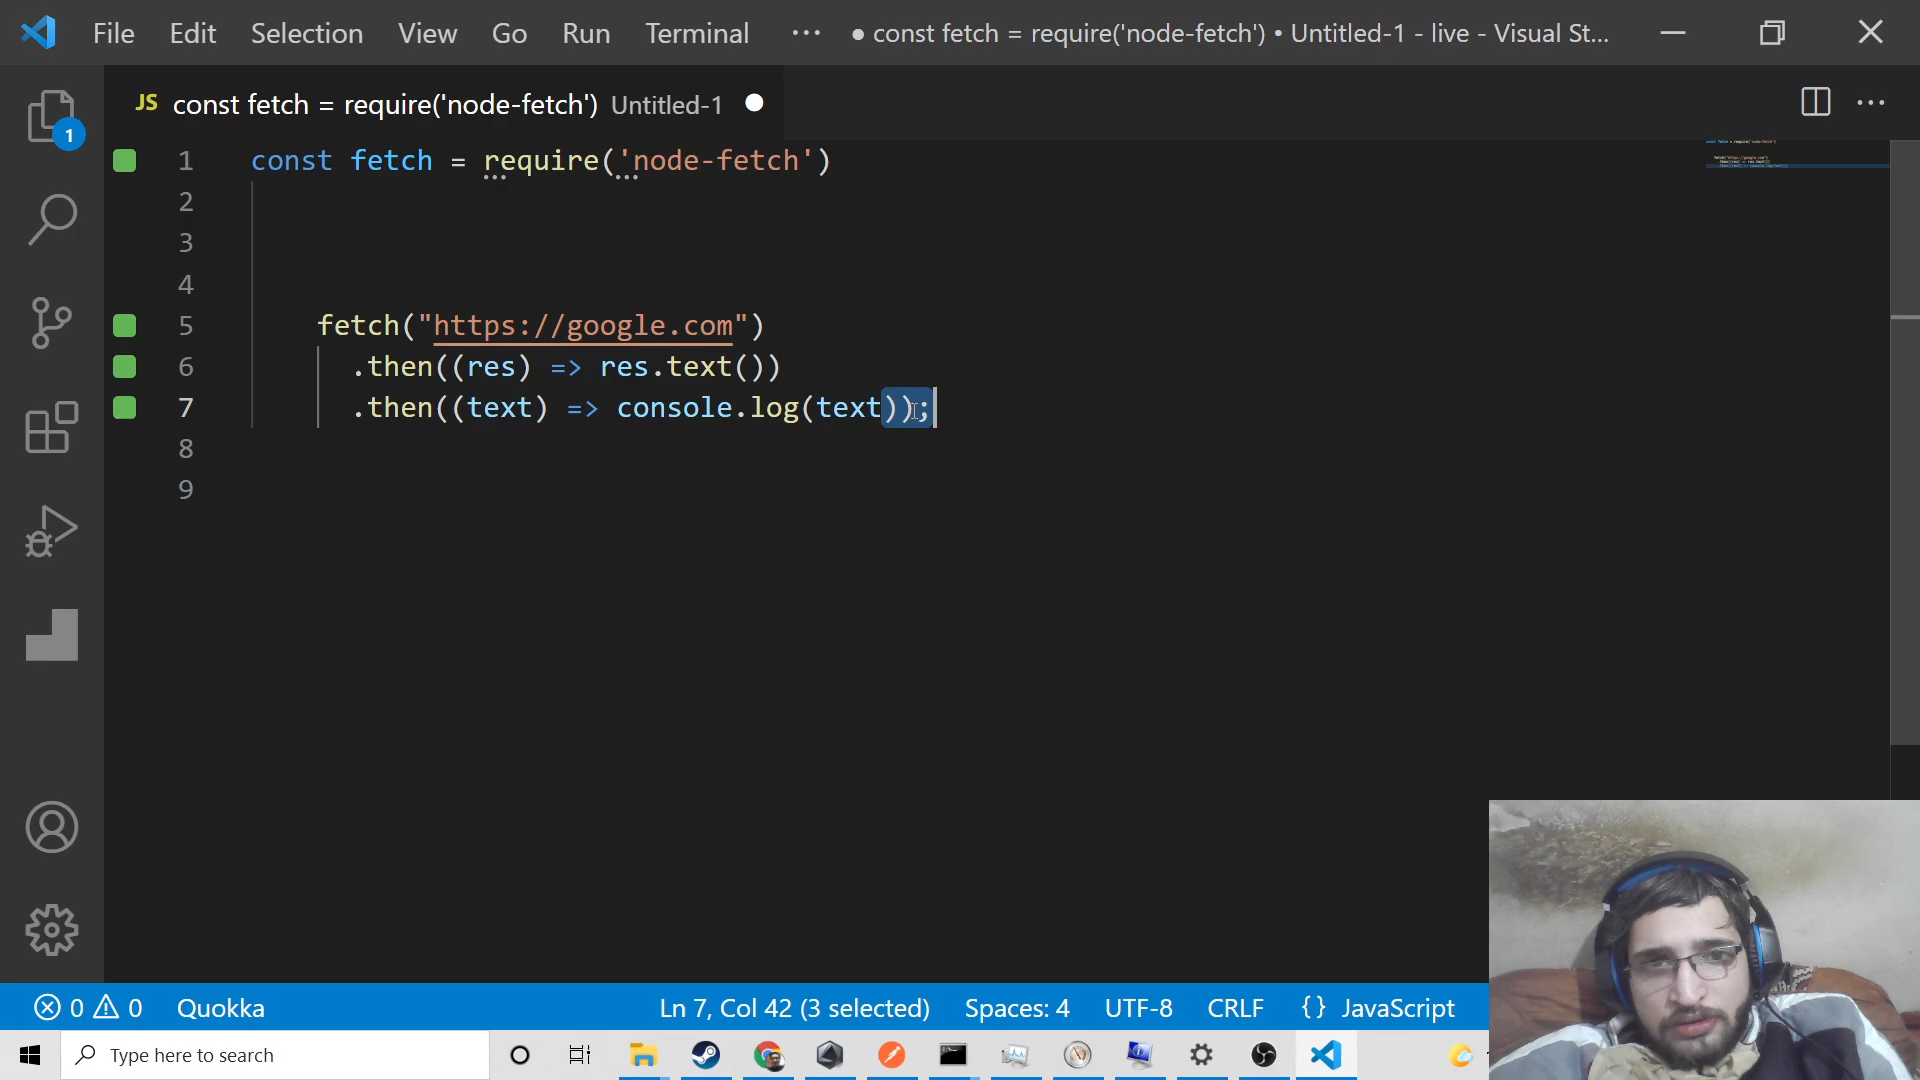 File Edit Selection View Go Run Terminal ··· ● const fetch = require('node-fetch') • Untitled-1 - live - Visual St...
1
JS const fetch = require('node-fetch') Untitled-1 ●
1 const fetch = require('node-fetch')
2
3
4
5 fetch("https://google.com")
6 .then((res) => res.text())
7 .then((text) => console.log(text));
8
9
0 0 Quokka Ln 7, Col 42 (3 selected) Spaces: 4 UTF-8 CRLF {} JavaScript
Type here to search